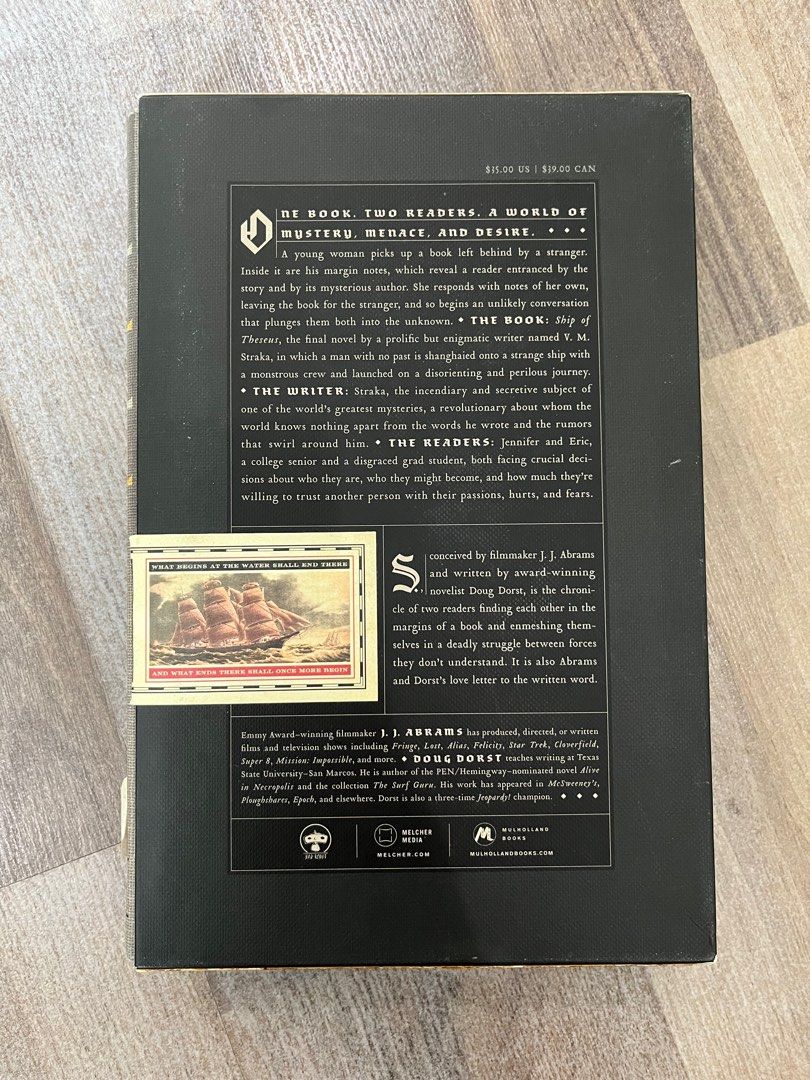 $35.00 US | $39.00 CAN
ONE BOOK. TWO READERS. A WORLD OF
MYSTERY, MENACE, AND DESIRE. ◆ ◆ ◆
A young woman picks up a book left behind by a stranger.
Inside it are his margin notes, which reveal a reader entranced by the
story and by its mysterious author. She responds with notes of her own,
leaving the book for the stranger, and so begins an unlikely conversation
that plunges them both into the unknown. ◆ THE BOOK: Ship of
Theseus, the final novel by a prolific but enigmatic writer named V. M.
Straka, in which a man with no past is shanghaied onto a strange ship with
a monstrous crew and launched on a disorienting and perilous journey.
◆ THE WRITER: Straka, the incendiary and secretive subject of
one of the world's greatest mysteries, a revolutionary about whom the
world knows nothing apart from the words he wrote and the rumors
that swirl around him. ◆ THE READERS: Jennifer and Eric,
a college senior and a disgraced grad student, both facing crucial deci-
sions about who they are, who they might become, and how much they're
willing to trust another person with their passions, hurts, and fears.
WHAT BEGINS AT THE WATER SHALL END THERE
AND WHAT ENDS THERE SHALL ONCE MORE BEGIN
S., conceived by filmmaker J. J. Abrams
and written by award-winning
novelist Doug Dorst, is the chroni-
cle of two readers finding each other in the
margins of a book and enmeshing them-
selves in a deadly struggle between forces
they don't understand. It is also Abrams
and Dorst's love letter to the written word.
Emmy Award–winning filmmaker J. J. ABRAMS has produced, directed, or written
films and television shows including Fringe, Lost, Alias, Felicity, Star Trek, Cloverfield,
Super 8, Mission: Impossible, and more. ◆ DOUG DORST teaches writing at Texas
State University–San Marcos. He is author of the PEN/Hemingway–nominated novel Alive
in Necropolis and the collection The Surf Guru. His work has appeared in McSweeney's,
Ploughshares, Epoch, and elsewhere. Dorst is also a three-time Jeopardy! champion. ◆ ◆ ◆
BAD ROBOT
MELCHER
MEDIA
MELCHER.COM
MULHOLLAND
BOOKS
MULHOLLANDBOOKS.COM